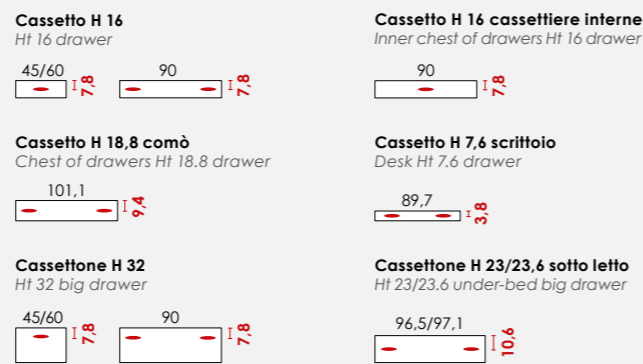 Cassetto H 16
Ht 16 drawer
45/60
7,8
90
7,8
Cassetto H 16 cassettiere interne
Inner chest of drawers Ht 16 drawer
90
7,8
Cassetto H 18,8 comò
Chest of drawers Ht 18.8 drawer
101,1
9,4
Cassetto H 7,6 scrittoio
Desk Ht 7.6 drawer
89,7
3,8
Cassettone H 32
Ht 32 big drawer
45/60
7,8
90
7,8
Cassettone H 23/23,6 sotto letto
Ht 23/23.6 under-bed big drawer
96,5/97,1
10,6